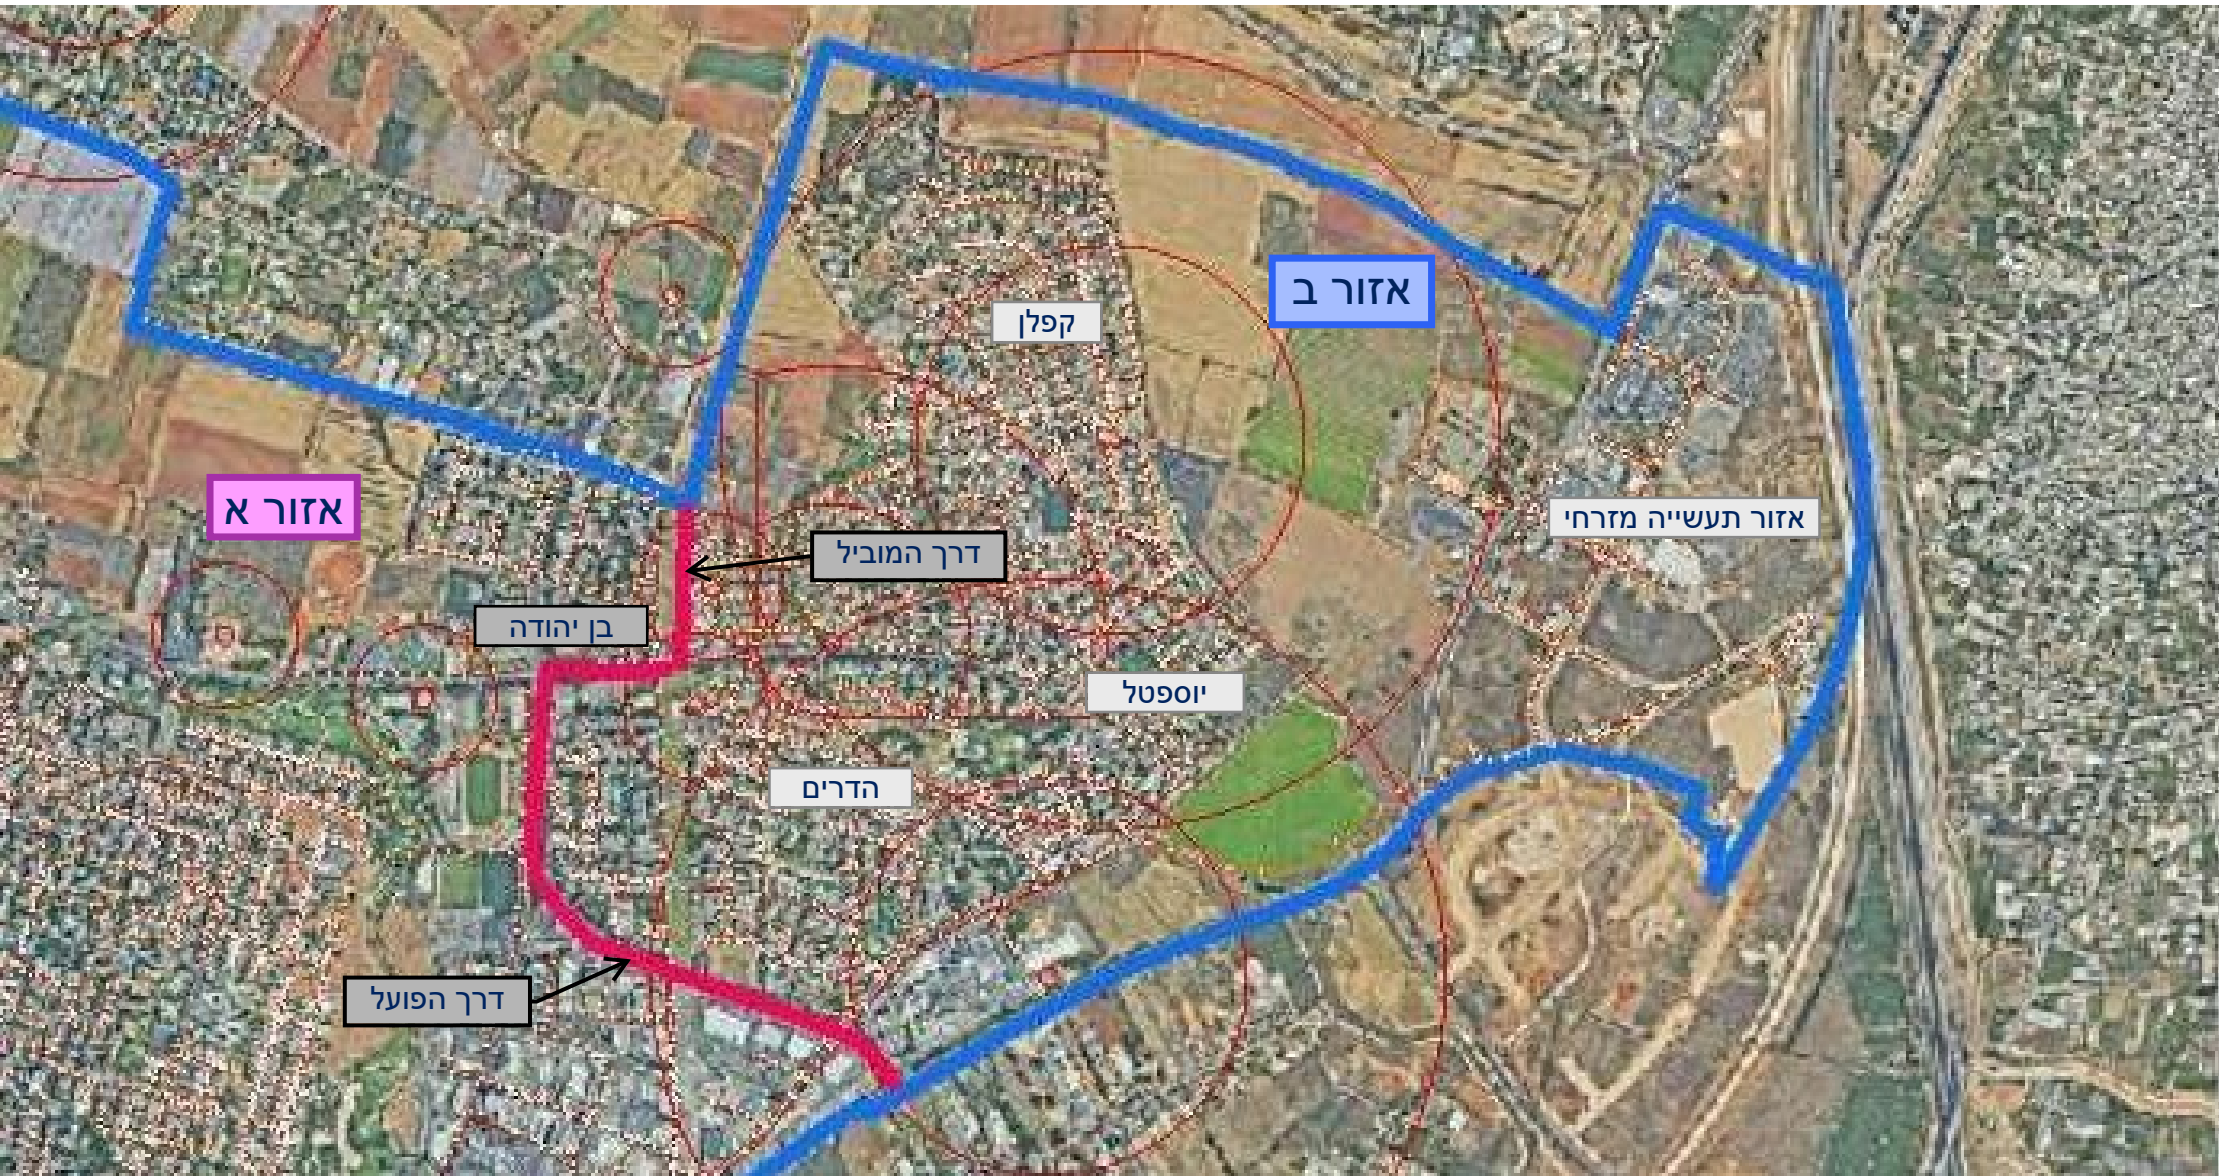 אזור ב
קפלן
אזור א
אזור תעשייה מזרחי
דרך המוביל
בן יהודה
יוספטל
הדרים
דרך הפועל